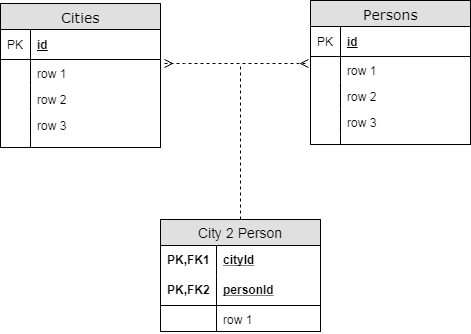 Cities
PK id
row 1
row 2
row 3
Persons
PK id
row 1
row 2
row 3
City 2 Person
PK,FK1 cityId
PK,FK2 personId
row 1